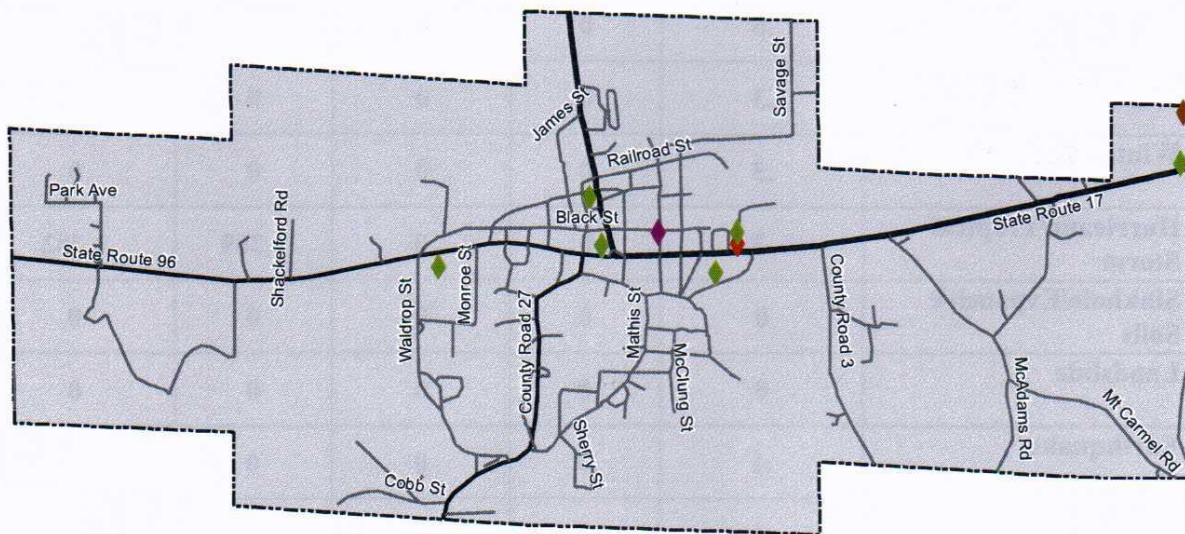 Savage St
James St
Railroad St
Park Ave
Black St
State Route 17
Shackelford Rd
State Route 96
Monroe St
Waldrop St
County Road 27
Mathis St
McClung St
County Road 3
McAdams Rd
Mt Carmel Rd
Sherry St
Cobb St